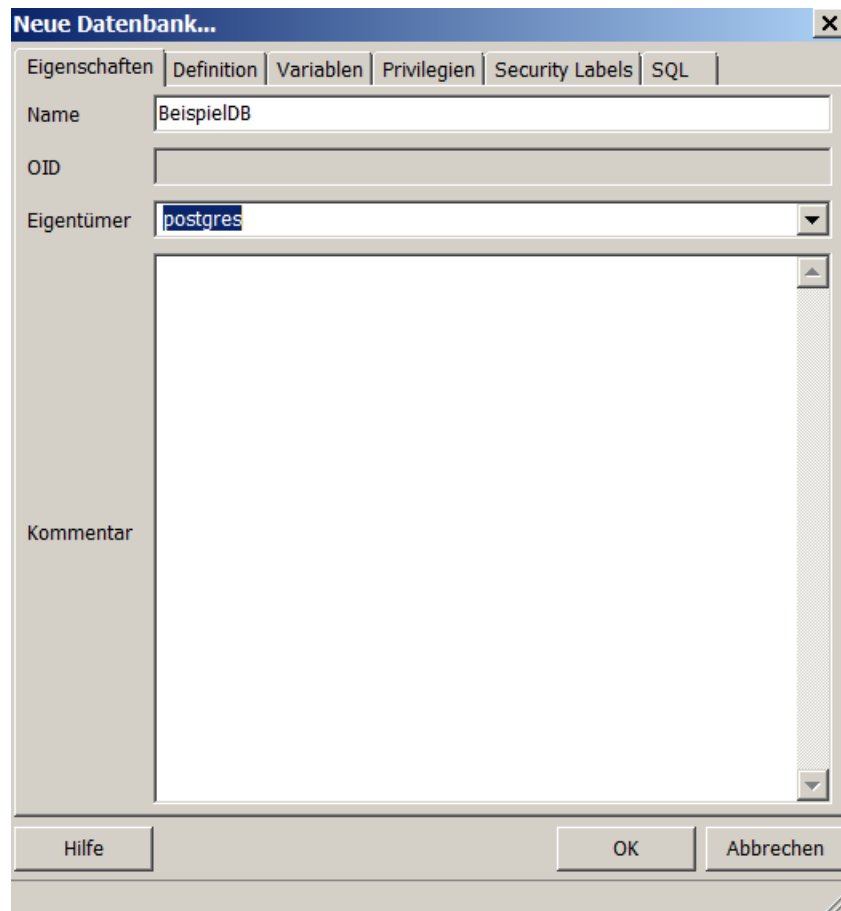 Neue Datenbank...
Eigenschaften Definition Variablen Privilegien Security Labels SQL
Name BeispielDB
OID
Eigentümer postgres
Kommentar
Hilfe OK Abbrechen